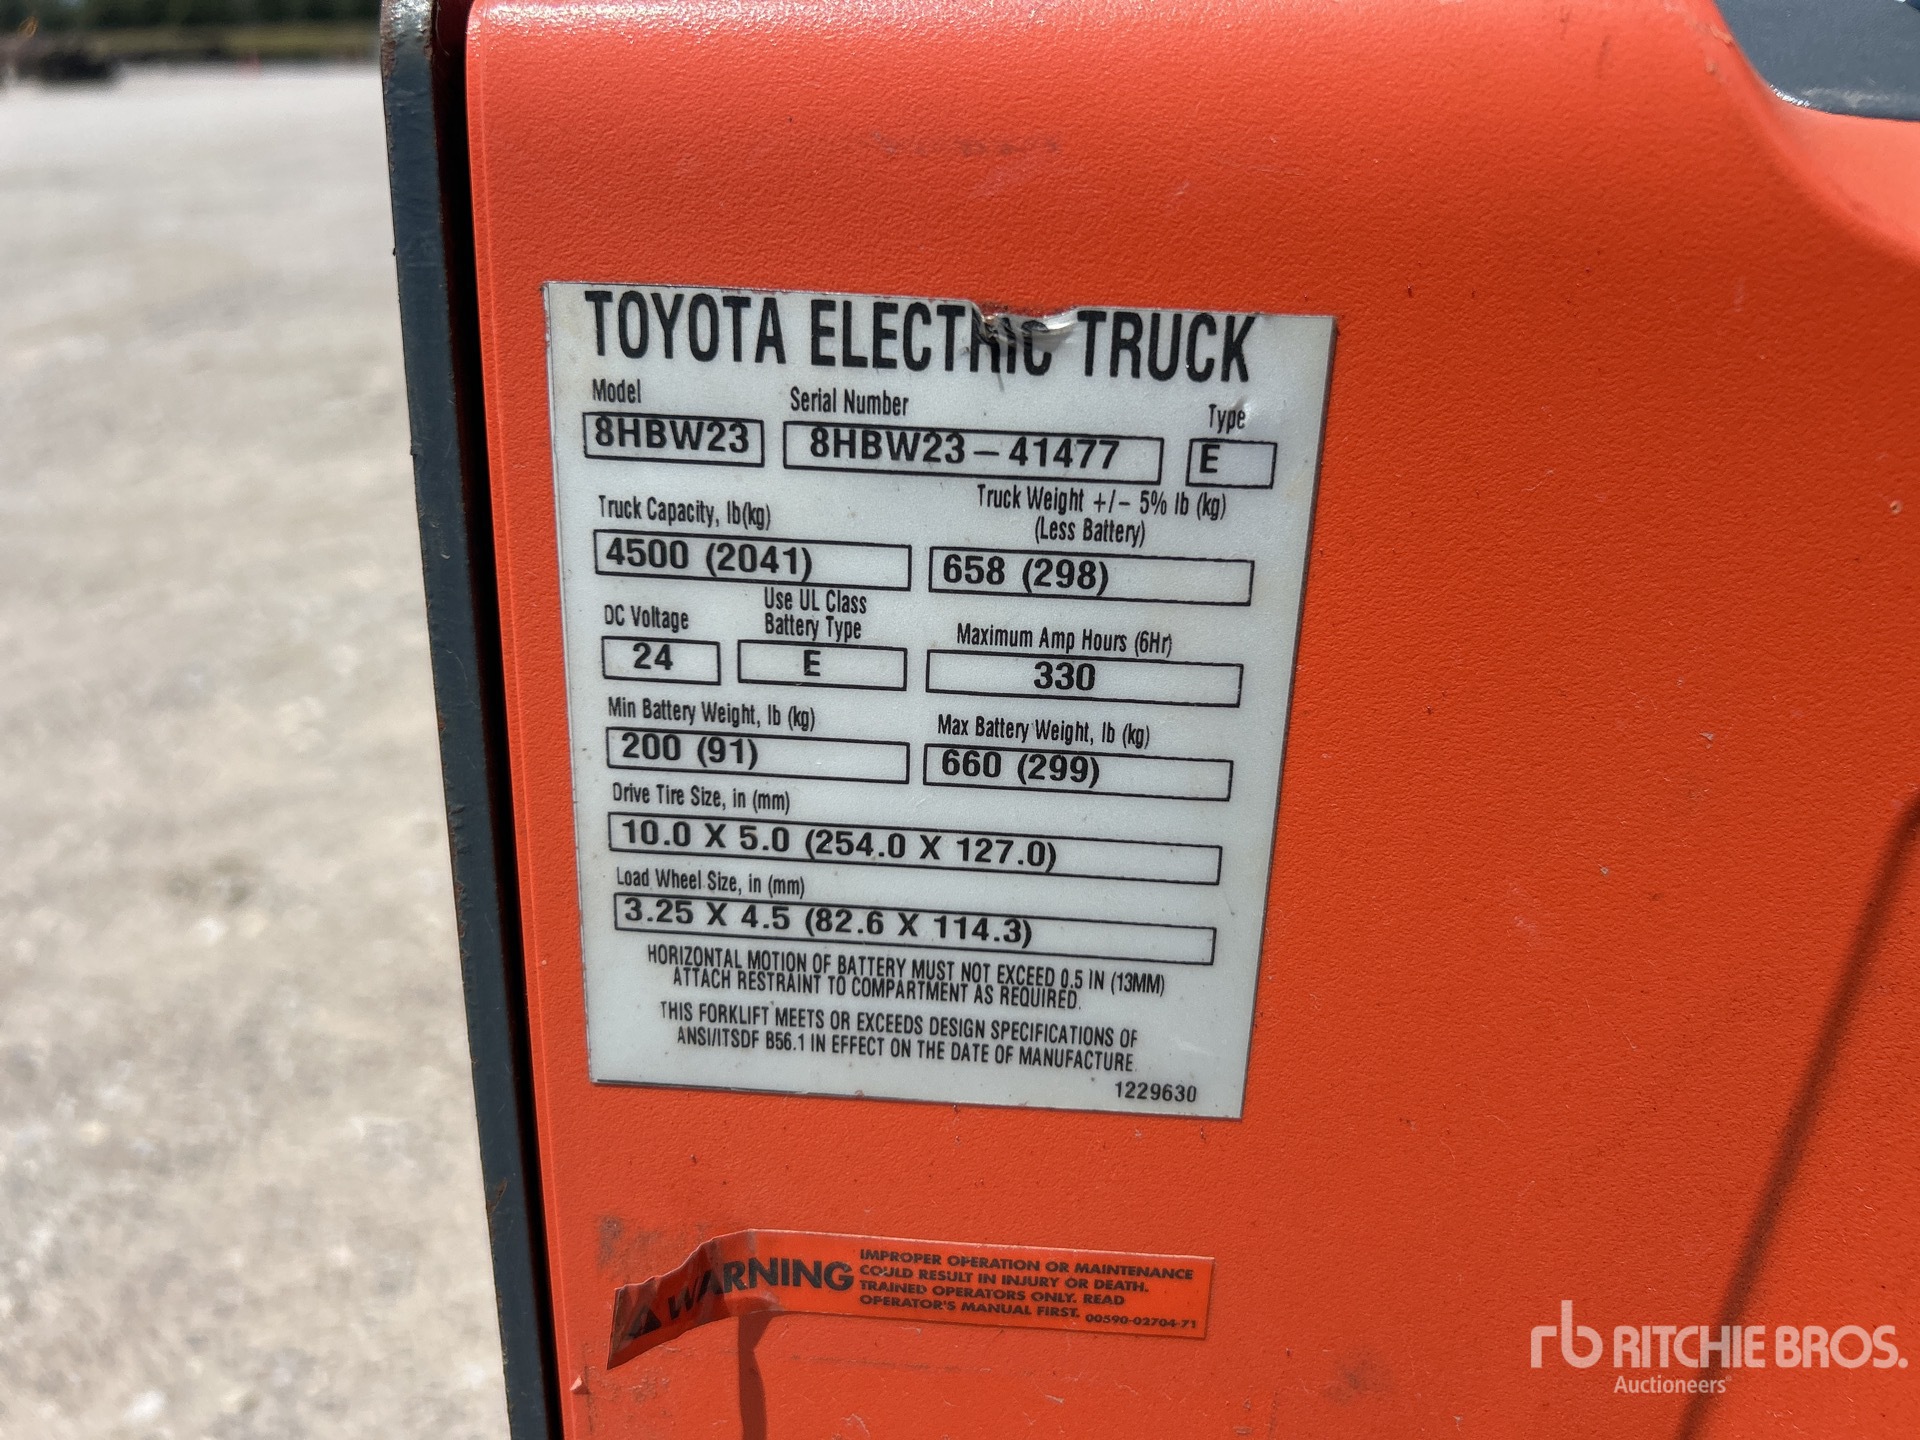 TOYOTA ELECTRIC TRUCK
Model Serial Number Type
8HBW23 8HBW23-41477 E
Truck Capacity, lb(kg) Truck Weight +/- 5% lb (kg)
(Less Battery)
4500 (2041) 658 (298)
DC Voltage Use UL Class Battery Type Maximum Amp Hours (6Hr)
24 E 330
Min Battery Weight, lb (kg) Max Battery Weight, lb (kg)
200 (91) 660 (299)
Drive Tire Size, in (mm)
10.0 X 5.0 (254.0 X 127.0)
Load Wheel Size, in (mm)
3.25 X 4.5 (82.6 X 114.3)
HORIZONTAL MOTION OF BATTERY MUST NOT EXCEED 0.5 IN (13MM)
ATTACH RESTRAINT TO COMPARTMENT AS REQUIRED.
THIS FORKLIFT MEETS OR EXCEEDS DESIGN SPECIFICATIONS OF
ANSI/ITSDF B56.1 IN EFFECT ON THE DATE OF MANUFACTURE
1229630
WARNING
IMPROPER OPERATION OR MAINTENANCE
COULD RESULT IN INJURY OR DEATH.
TRAINED OPERATORS ONLY. READ
OPERATOR'S MANUAL FIRST. 00590-02704-71
rb RITCHIE BROS.
Auctioneers